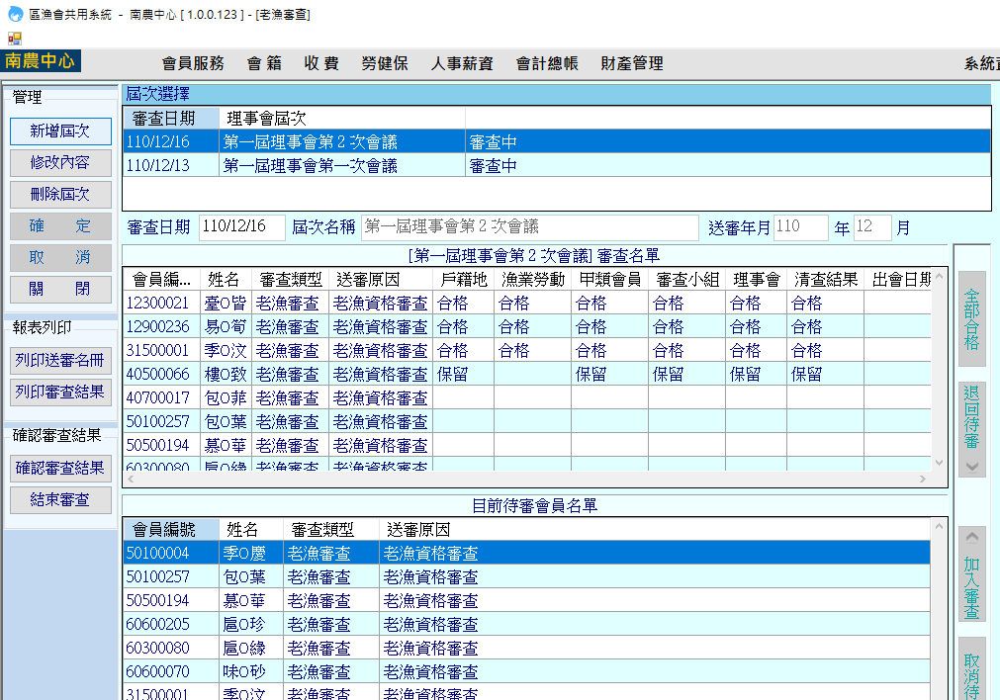 區漁會共用系統 - 南農中心 [ 1.0.0.123 ] - [老漁審查]
南農中心 會員服務 會籍 收費 勞健保 人事薪資 會計總帳 財產管理 系統
管理
新增屆次
修改內容
刪除屆次
確 定
取 消
關 閉
報表列印
列印送審名冊
列印審查結果
確認審查結果
確認審查結果
結束審查
屆次選擇
審查日期 理事會屆次
110/12/16 第一屆理事會第2次會議 審查中
110/12/13 第一屆理事會第一次會議 審查中
審查日期 110/12/16 屆次名稱 第一屆理事會第2次會議 送審年月 110 年 12 月
[第一屆理事會第2次會議] 審查名單
會員編... 姓名 審查類型 送審原因 戶籍地 漁業勞動 甲類會員 審查小組 理事會 清查結果 出會日期
12300021 臺O皆 老漁審查 老漁資格審查 合格 合格 合格 合格 合格 合格
12900236 易O荀 老漁審查 老漁資格審查 合格 合格 合格 合格 合格 合格
31500001 季O汶 老漁審查 老漁資格審查 合格 合格 合格 合格 合格 合格
40500066 樓O致 老漁審查 老漁資格審查 保留 保留 保留 保留 保留
40700017 包O菲 老漁審查 老漁資格審查
50100257 包O葉 老漁審查 老漁資格審查
50500194 慕O華 老漁審查 老漁資格審查
60300080 扈O緣 老漁審查 老漁資格審查
全部合格
退回待審
目前待審會員名單
會員編號 姓名 審查類型 送審原因
50100004 季O慶 老漁審查 老漁資格審查
50100257 包O葉 老漁審查 老漁資格審查
50500194 慕O華 老漁審查 老漁資格審查
60600205 扈O珍 老漁審查 老漁資格審查
60300080 扈O緣 老漁審查 老漁資格審查
60600070 味O砂 老漁審查 老漁資格審查
31500001 季O汶 老漁審查 老漁資格審查
加入審查
取消待